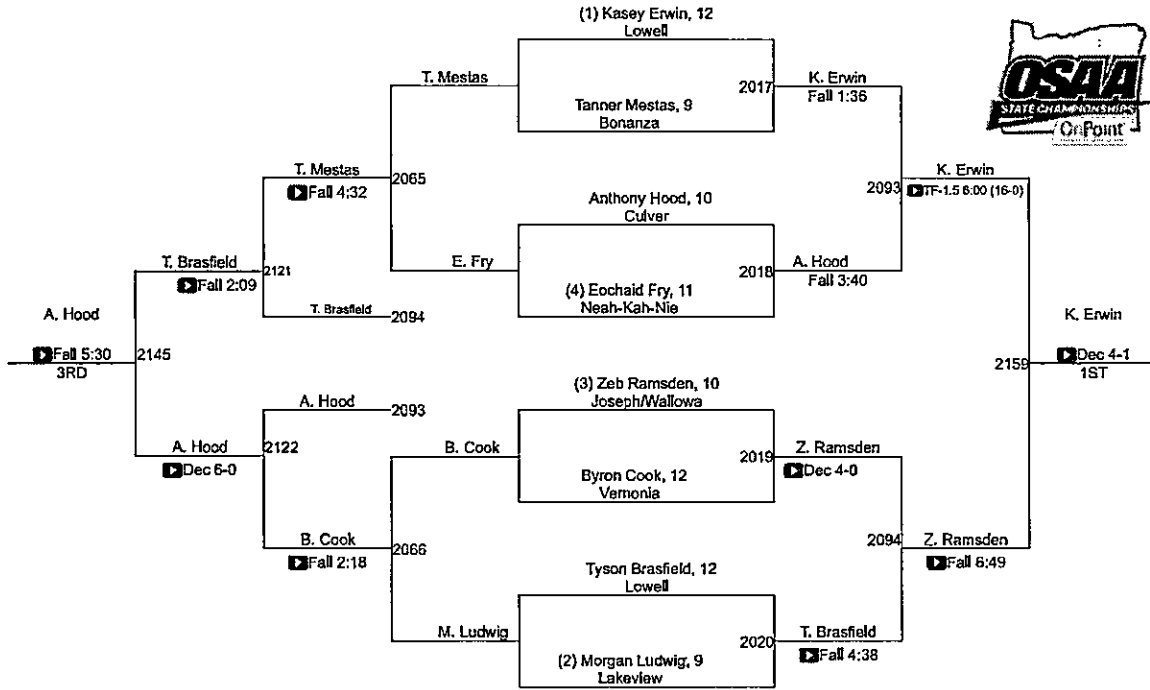 (1) Kasey Erwin, 12
Lowell
T. Mestas
2017
K. Erwin
Fall 1:36
Tanner Mestas, 9
Bonanza
OSAA
STATE CHAMPIONSHIPS
OnPoint
T. Mestas
Fall 4:32
2065
2093
K. Erwin
TF-1.5 6:00 (16-0)
Anthony Hood, 10
Culver
T. Brasfield
Fall 2:09
2121
E. Fry
2018
A. Hood
Fall 3:40
(4) Eochaid Fry, 11
Neah-Kah-Nie
T. Brasfield
2094
A. Hood
Fall 5:30
3RD
2145
2159
K. Erwin
Dec 4-1
1ST
(3) Zeb Ramsden, 10
Joseph/Wallowa
A. Hood
2093
A. Hood
Dec 6-0
2122
B. Cook
2019
Z. Ramsden
Dec 4-0
Byron Cook, 12
Vernonia
B. Cook
Fall 2:18
2066
2094
Z. Ramsden
Fall 6:49
Tyson Brasfield, 12
Lowell
M. Ludwig
2020
T. Brasfield
Fall 4:38
(2) Morgan Ludwig, 9
Lakeview